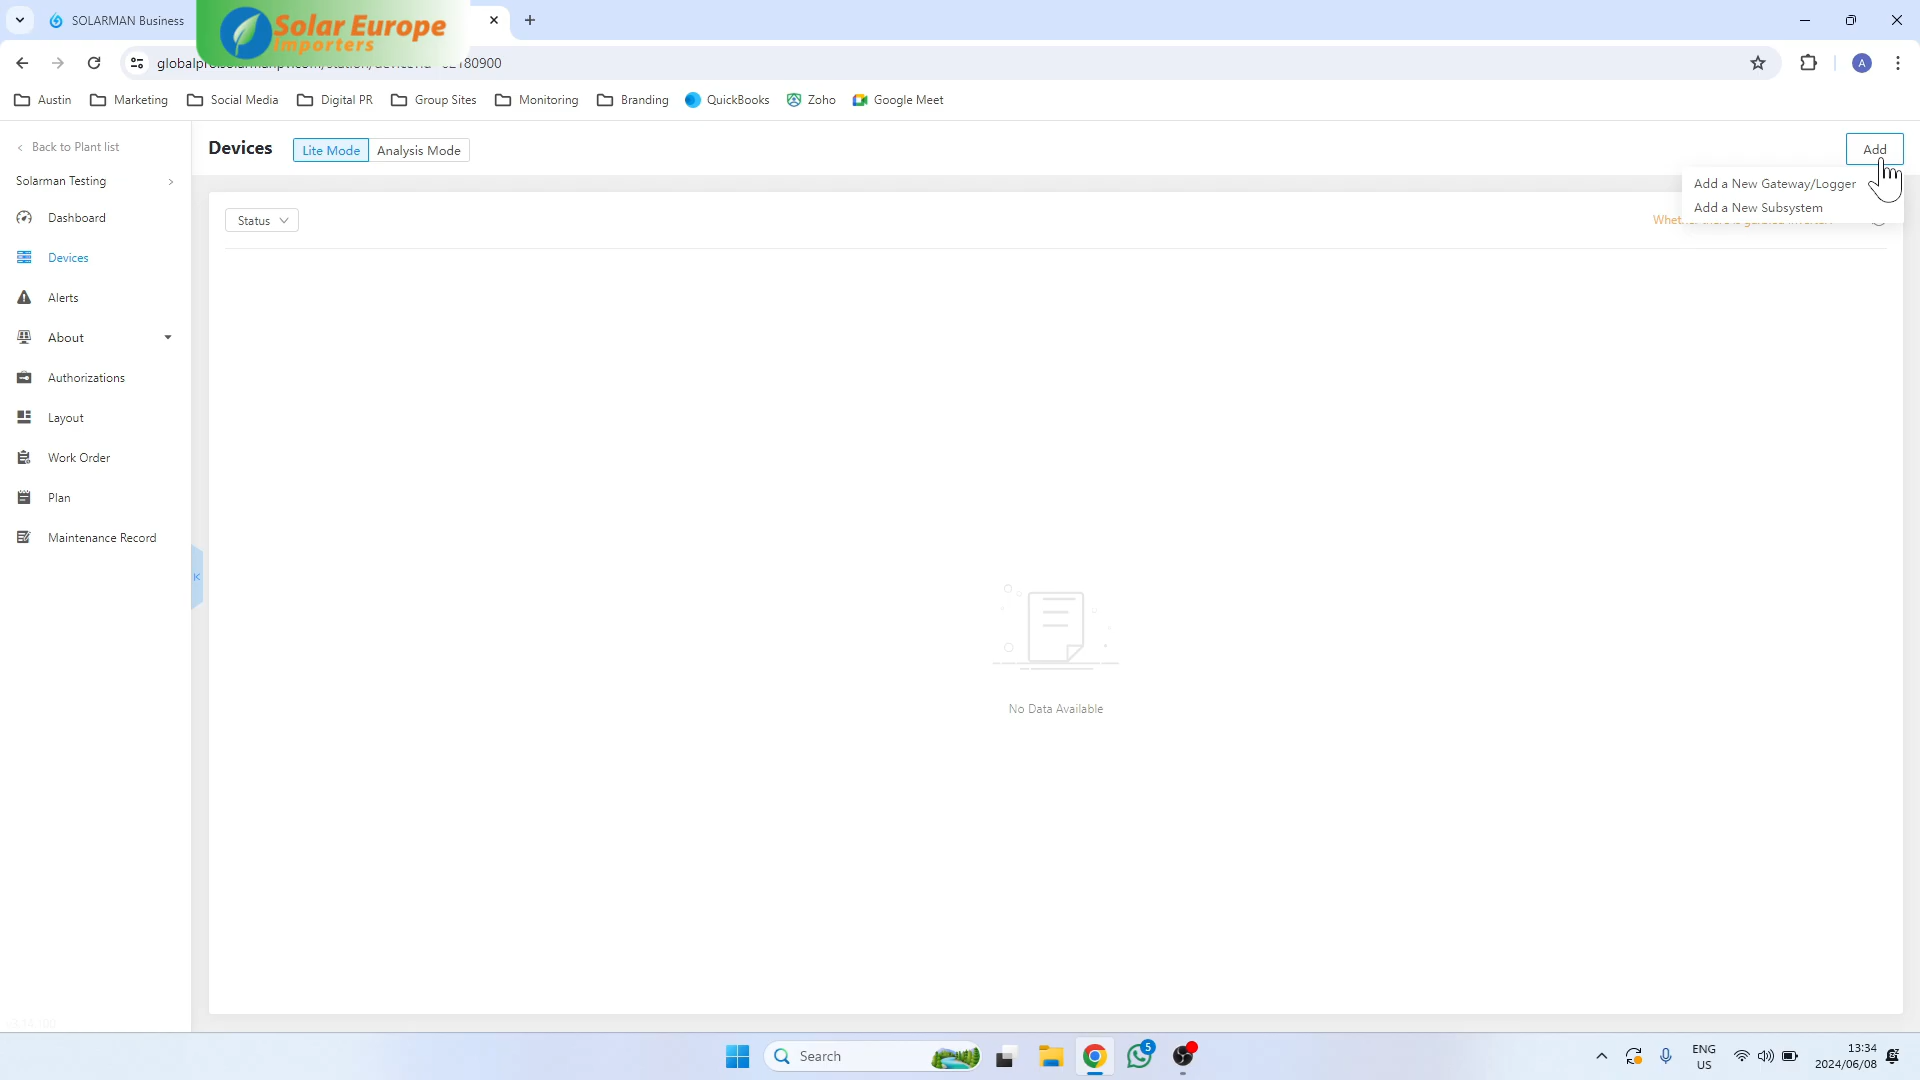 SOLARMAN Business
Solar Europe
Importers
Austin
Marketing
Social Media
Digital PR
Group Sites
Monitoring
Branding
QuickBooks
Zoho
Google Meet
Back to Plant list
Devices
Lite Mode
Analysis Mode
Add
Solarman Testing
Add a New Gateway/Logger
Add a New Subsystem
Status
Dashboard
Devices
Alerts
About
Authorizations
Layout
Work Order
Plan
Maintenance Record
No Data Available
Search
5
ENG
US
13:34
2024/06/08
A